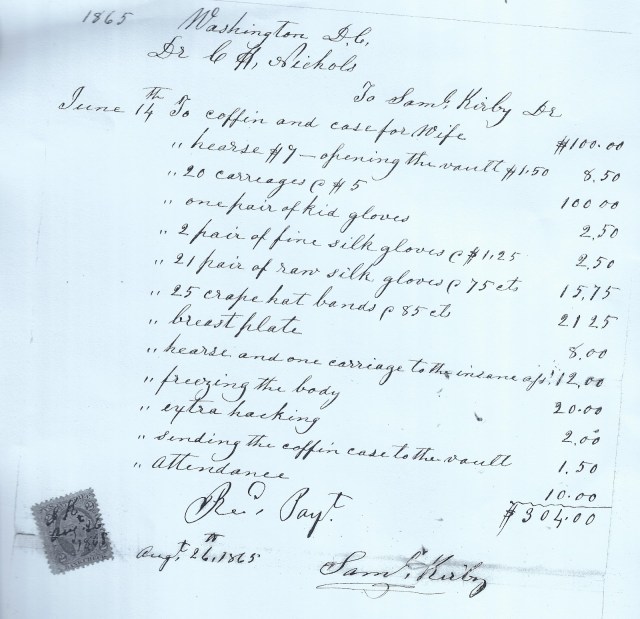 1865 Washington D.C,
Dr C H, Nichols
To Saml, Kirby Dr
June 14th To coffin and case for Wife $100.00
" hearse $7 — opening the vault $1.50 8.50
" 20 carriages @ $5 100 00
" one pair of kid gloves 2,50
" 2 pair of fine silk gloves @ $1,25 2,50
" 21 pair of raw silk gloves @ 75 cts 15,75
" 25 crape hat bands @ 85 cts 21 25
" breast plate 8.00
" hearse and one carriage to the insane 12,00
" freezing the body 20.00
" extra hacking 2,00
" sending the coffin case to the vault 1,50
" attendance 10.00
$304.00
Recd, Payt.
Augt, 26th, 1865
Saml, Kirby